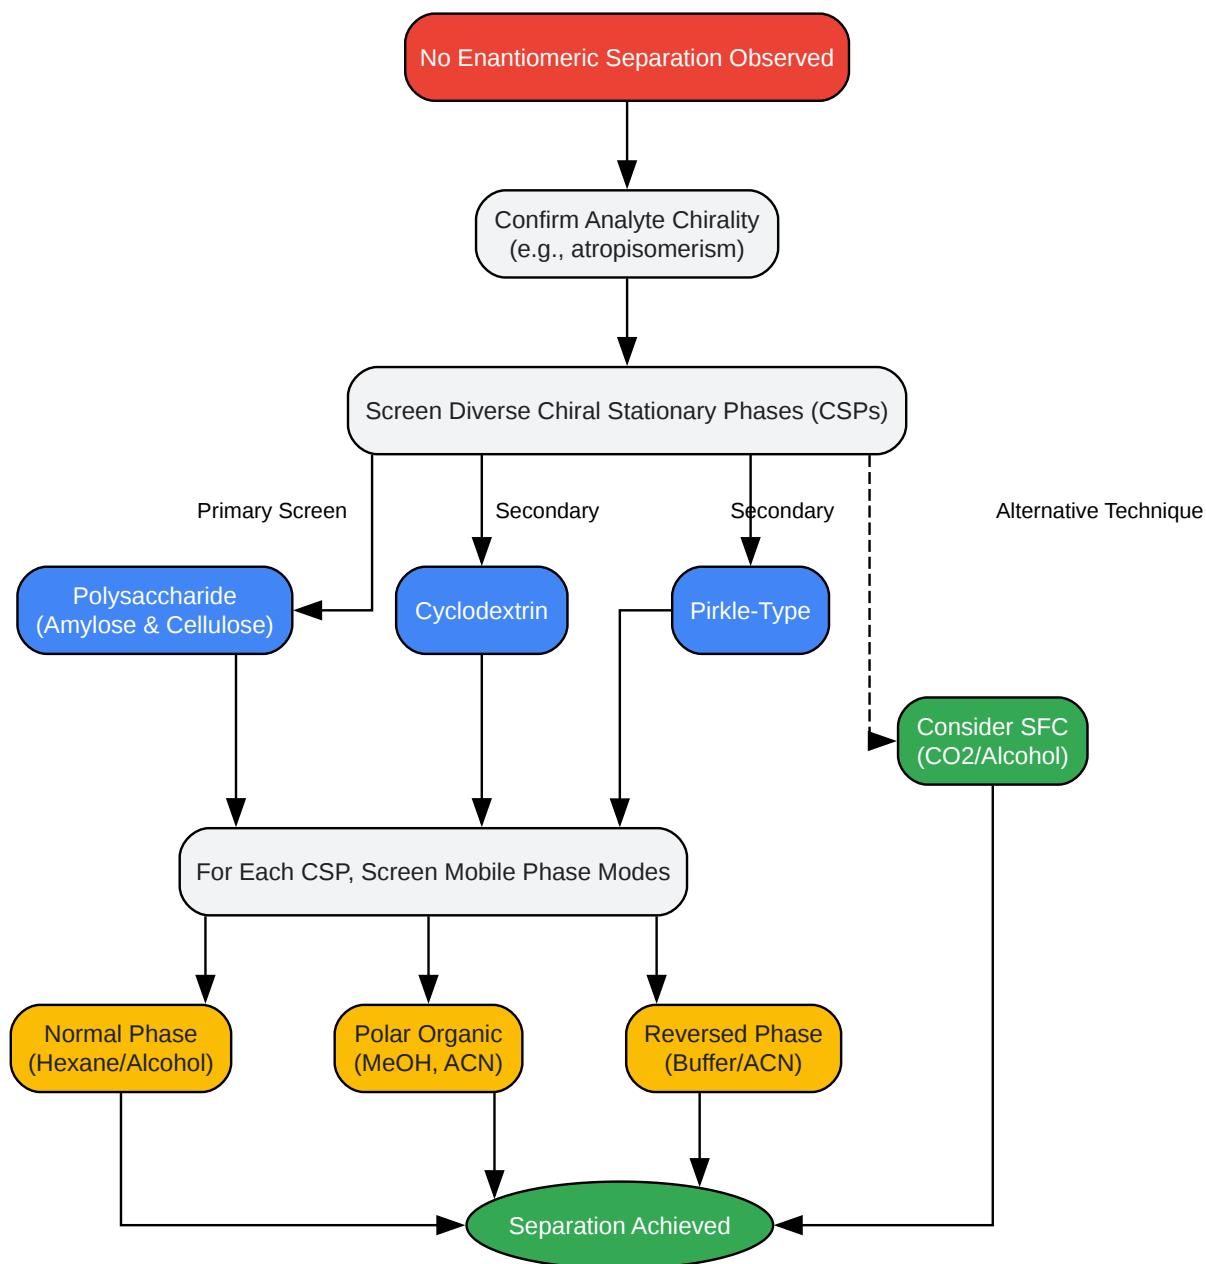 No Enantiomeric Separation Observed
Confirm Analyte Chirality
(e.g., atropisomerism)
Screen Diverse Chiral Stationary Phases (CSPs)
Primary Screen
Secondary
Secondary
Alternative Technique
Polysaccharide
(Amylose & Cellulose)
Cyclodextrin
Pirkle-Type
Consider SFC
(CO2/Alcohol)
For Each CSP, Screen Mobile Phase Modes
Normal Phase
(Hexane/Alcohol)
Polar Organic
(MeOH, ACN)
Reversed Phase
(Buffer/ACN)
Separation Achieved